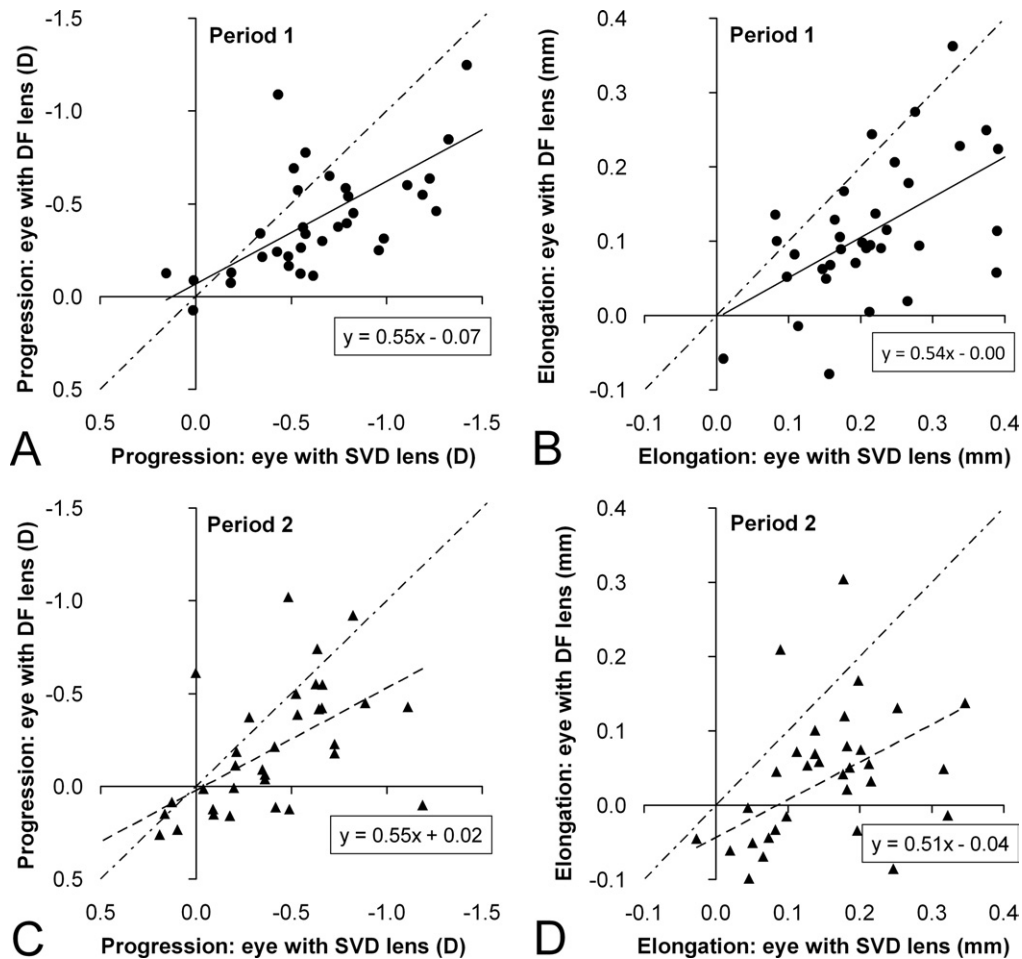 -1.5
Period 1
-1.0
-0.5
0.0
0.5
Progression: eye with DF lens (D)
y = 0.55x - 0.07
0.5 0.0 -0.5 -1.0 -1.5
A Progression: eye with SVD lens (D)
0.4
Period 1
0.3
0.2
0.1
0.0
-0.1
Elongation: eye with DF lens (mm)
y = 0.54x - 0.00
-0.1 0.0 0.1 0.2 0.3 0.4
B Elongation: eye with SVD lens (mm)
-1.5
Period 2
-1.0
-0.5
0.0
0.5
Progression: eye with DF lens (D)
y = 0.55x + 0.02
0.5 0.0 -0.5 -1.0 -1.5
C Progression: eye with SVD lens (D)
0.4
Period 2
0.3
0.2
0.1
0.0
-0.1
Elongation: eye with DF lens (mm)
y = 0.51x - 0.04
-0.1 0.0 0.1 0.2 0.3 0.4
D Elongation: eye with SVD lens (mm)